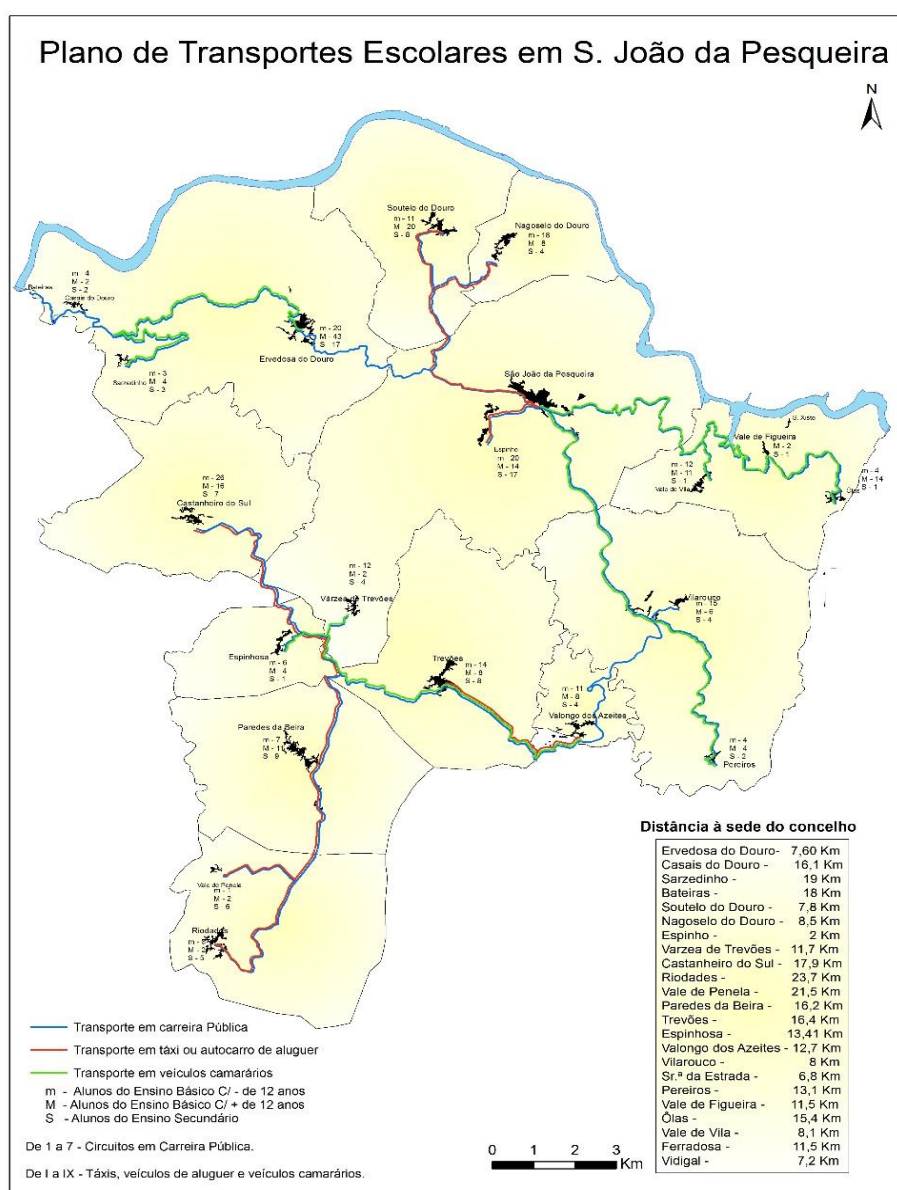 Plano de Transportes Escolares em S. João da Pesqueira
N
Soutelo do Douro
m - 11
M 20
S - 8
Nagoselo do Douro
m - 18
M 8
S - 4
Bateiras
m - 4
M - 2
S - 2
Casais do Douro
m - 20
M - 43
S 17
Ervedosa do Douro
m - 3
M 4
S - 3
Sarzedinho
São João da Pesqueira
Espinho
m 20
M - 14
S - 17
S. Xisto
Vale de Figueira
M - 2
S - 1
m - 12
M - 11
S 1
Vale de Vila
m - 4
M - 14
S - 1
Ôlas
m - 26
M - 16
S 7
Castanheiro do Sul
m - 12
M - 2
S 4
Várzea de Trevões
Vilarouco
m - 15
M - 6
S - 4
Espinhosa
m - 6
M 4
S - 1
Trevões
m - 14
M - 8
S - 8
m - 11
M - 8
S - 4
Valongo dos Azeites
Paredes da Beira
m - 7
M - 11
S 9
m - 4
M 4
S - 2
Pereiros
Vale de Penela
m - 1
M - 2
S 6
Riodades
S - 5
Distância à sede do concelho
Ervedosa do Douro- 7,60 Km
Casais do Douro - 16,1 Km
Sarzedinho - 19 Km
Bateiras - 18 Km
Soutelo do Douro - 7,8 Km
Nagoselo do Douro - 8,5 Km
Espinho - 2 Km
Varzea de Trevões - 11,7 Km
Castanheiro do Sul - 17,9 Km
Riodades - 23,7 Km
Vale de Penela - 21,5 Km
Paredes da Beira - 16,2 Km
Trevões - 16,4 Km
Espinhosa - 13,41 Km
Valongo dos Azeites - 12,7 Km
Vilarouco - 8 Km
Sr.ª da Estrada - 6,8 Km
Pereiros - 13,1 Km
Vale de Figueira - 11,5 Km
Ôlas - 15,4 Km
Vale de Vila - 8,1 Km
Ferradosa - 11,5 Km
Vidigal - 7,2 Km
Transporte em carreira Pública
Transporte em táxi ou autocarro de aluguer
Transporte em veículos camarários
m - Alunos do Ensino Básico C/ - de 12 anos
M - Alunos do Ensino Básico C/ + de 12 anos
S - Alunos do Ensino Secundário
De 1 a 7 - Circuitos em Carreira Pública.
De I a IX - Táxis, veículos de aluguer e veículos camarários.
0 1 2 3
Km